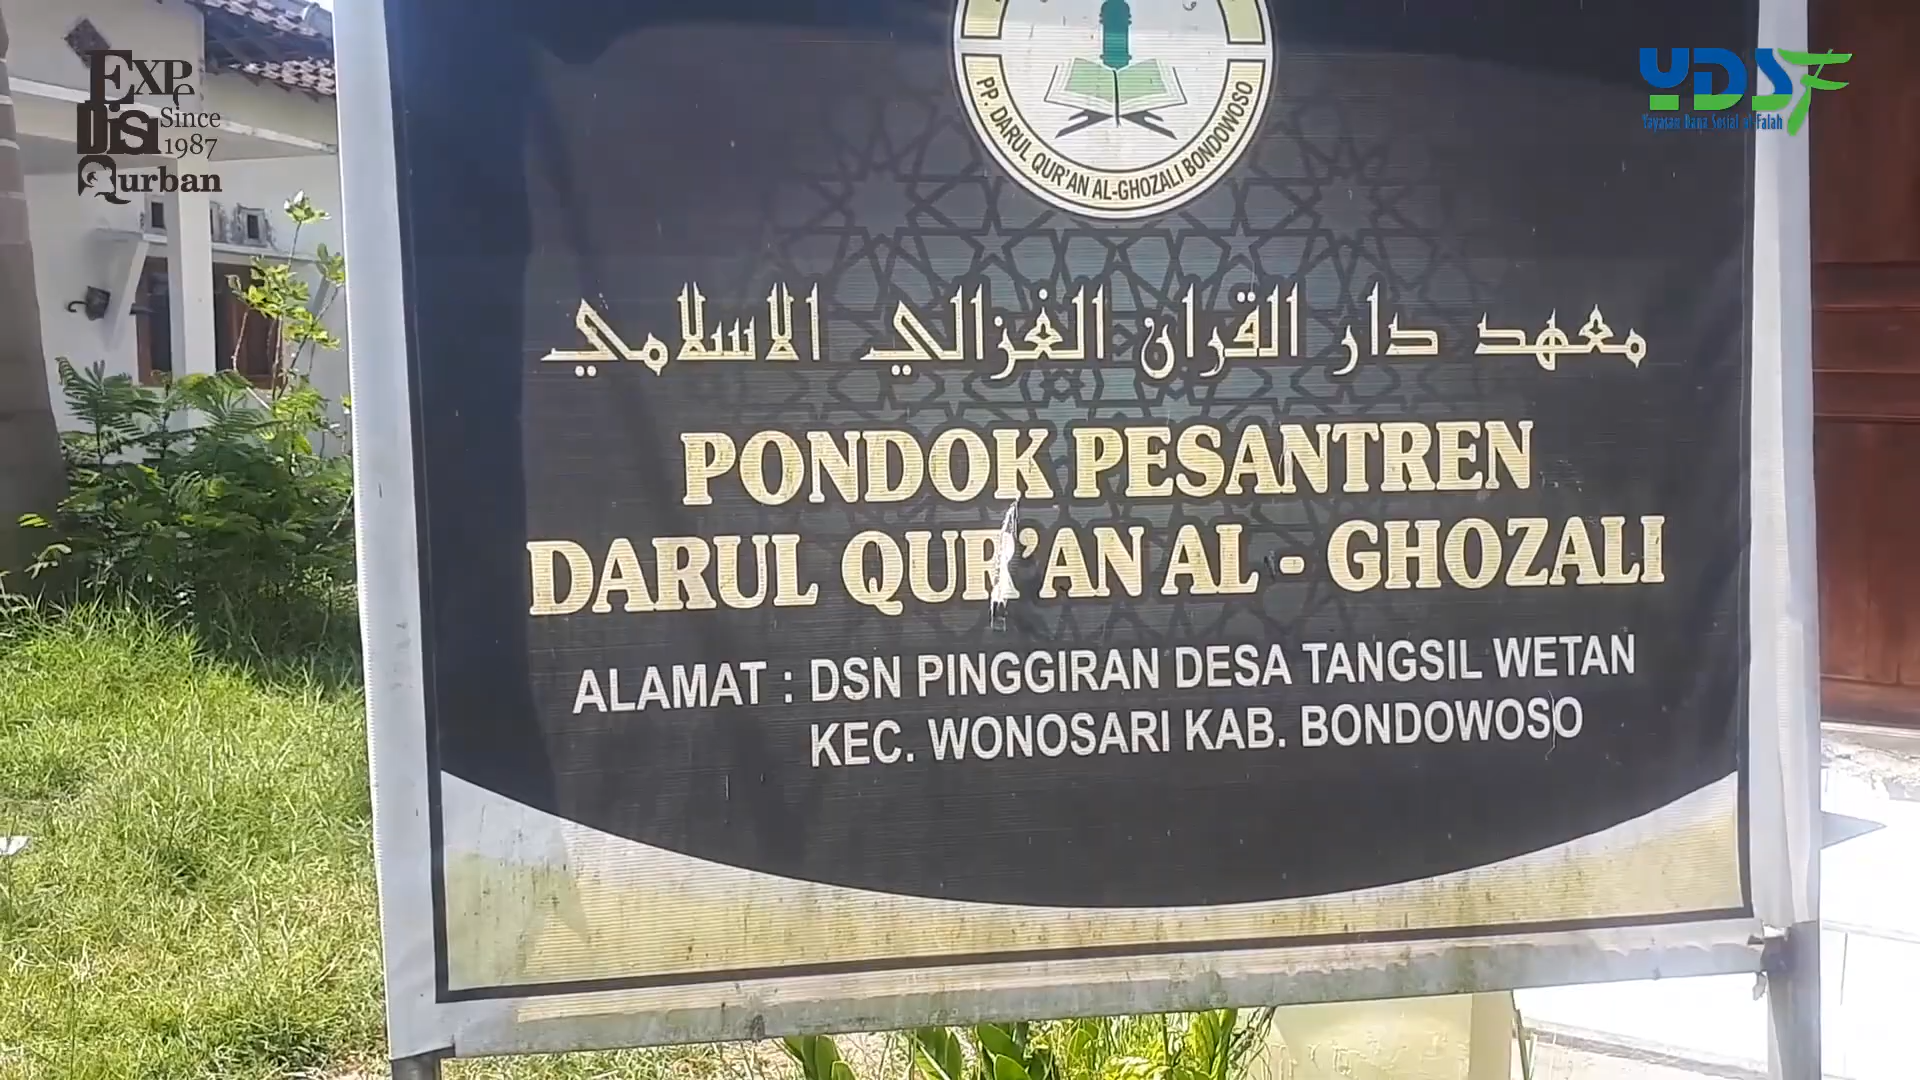 Expedisi
Since
1987
Qurban
YDSF
Yayasan Dana Sosial al-Falah
PP. DARUL QUR'AN AL-GHOZALI BONDOWOSO
معهد دار القران الغزالي الاسلامي
PONDOK PESANTREN
DARUL QUR'AN AL - GHOZALI
ALAMAT : DSN PINGGIRAN DESA TANGSIL WETAN
KEC. WONOSARI KAB. BONDOWOSO